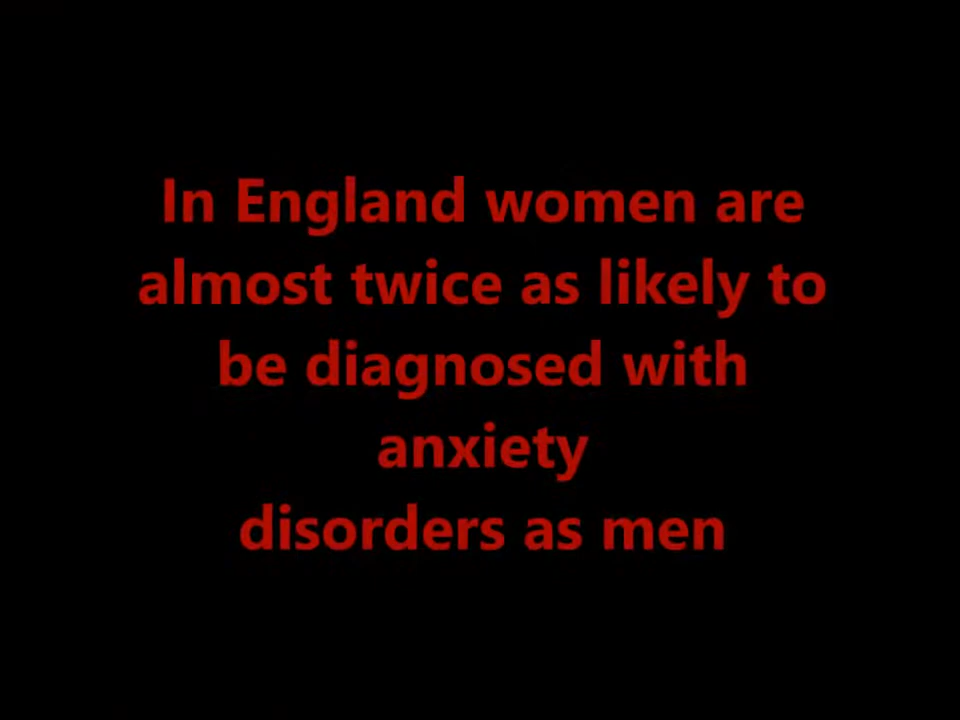 In England women are
almost twice as likely to
be diagnosed with
anxiety
disorders as men